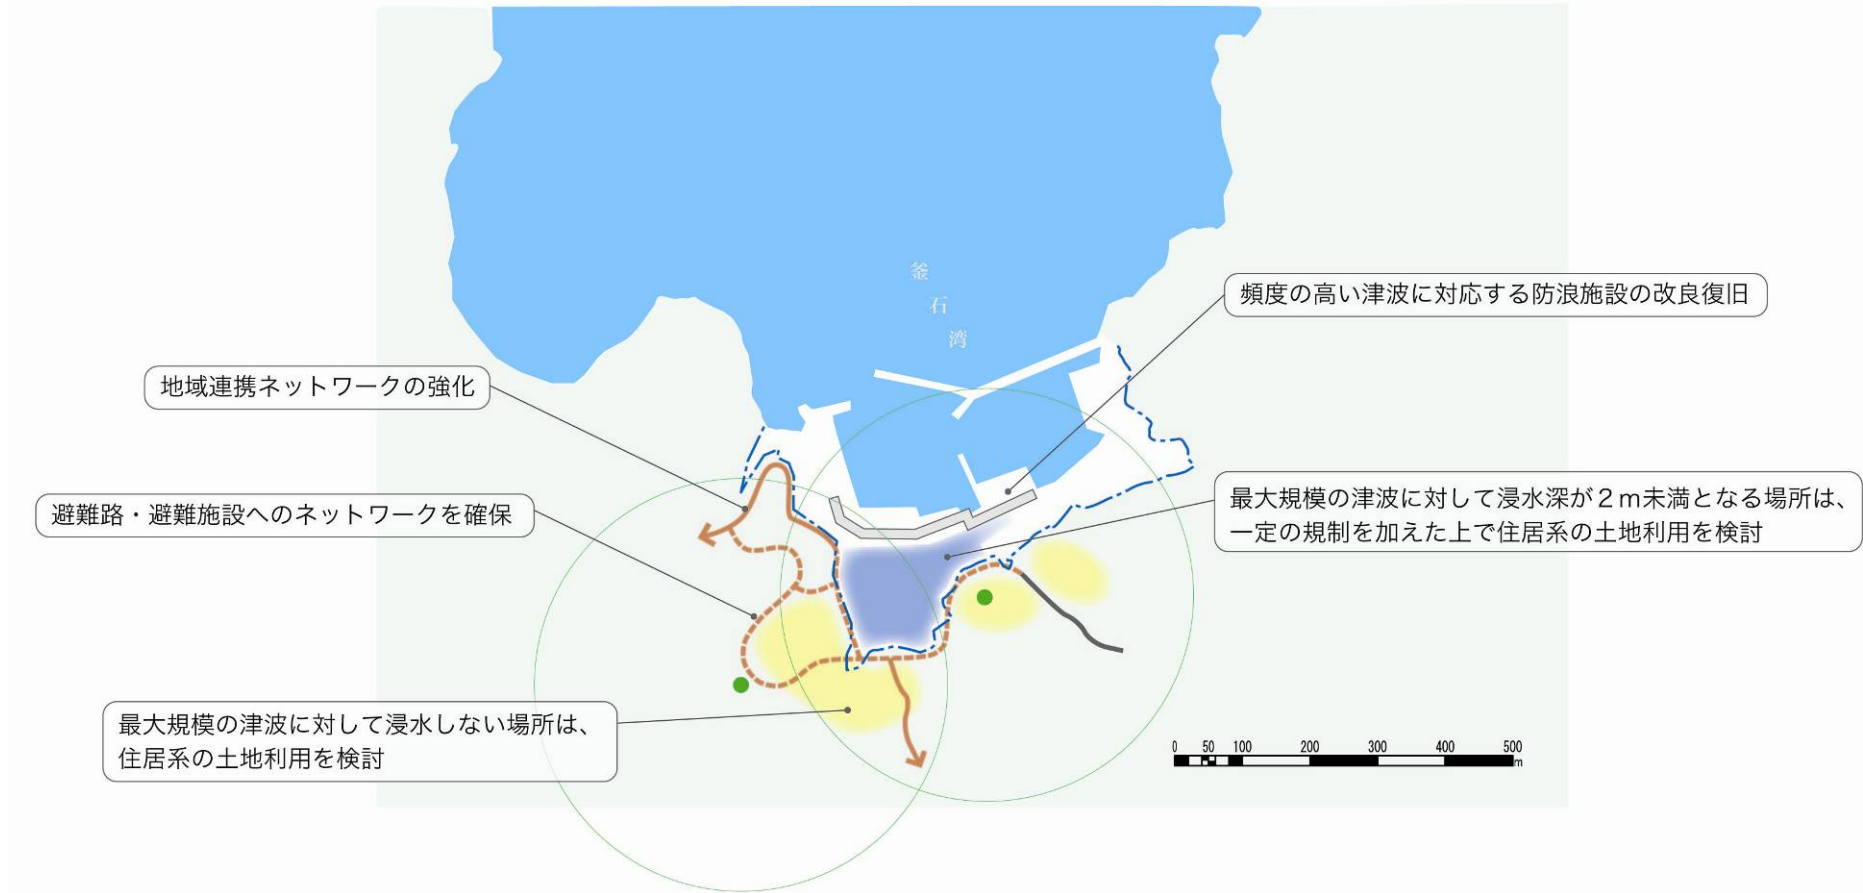 釜石湾
頻度の高い津波に対応する防浪施設の改良復旧
地域連携ネットワークの強化
最大規模の津波に対して浸水深が２ｍ未満となる場所は、
一定の規制を加えた上で住居系の土地利用を検討
避難路・避難施設へのネットワークを確保
最大規模の津波に対して浸水しない場所は、
住居系の土地利用を検討
0 50 100 200 300 400 500
m